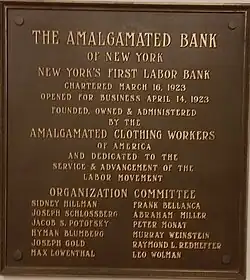 THE AMALGAMATED BANK
OF NEW YORK
NEW YORK'S FIRST LABOR BANK
CHARTERED MARCH 16, 1923
OPENED FOR BUSINESS APRIL 14, 1923
FOUNDED, OWNED & ADMINISTERED
BY THE
AMALGAMATED CLOTHING WORKERS
OF AMERICA
AND DEDICATED TO THE
SERVICE & ADVANCEMENT OF THE
LABOR MOVEMENT
ORGANIZATION COMMITTEE
SIDNEY HILLMAN FRANK BELLANCA
JOSEPH SCHLOSSBERG ABRAHAM MILLER
JACOB S. POTOFSKY PETER MONAT
HYMAN BLUMBERG MURRAY WEINSTEIN
JOSEPH GOLD RAYMOND L. REDHEFFER
MAX LOWENTHAL LEO WOLMAN